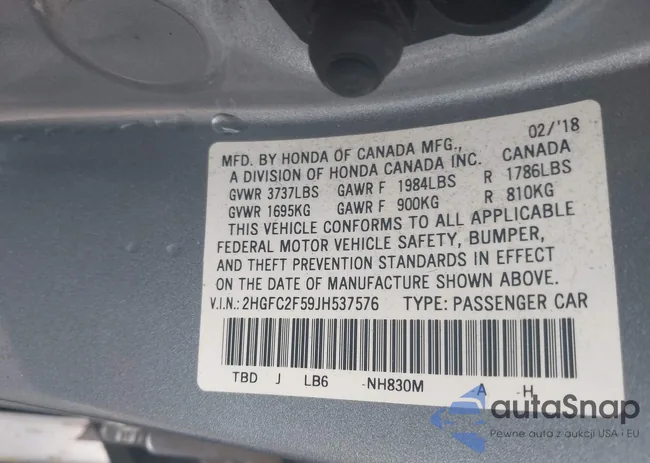 02/'18
MFD. BY HONDA OF CANADA MFG.,
A DIVISION OF HONDA CANADA INC. CANADA
GVWR 3737LBS GAWR F 1984LBS R 1786LBS
GVWR 1695KG GAWR F 900KG R 810KG
THIS VEHICLE CONFORMS TO ALL APPLICABLE
FEDERAL MOTOR VEHICLE SAFETY, BUMPER,
AND THEFT PREVENTION STANDARDS IN EFFECT
ON THE DATE OF MANUFACTURE SHOWN ABOVE.
V.I.N.: 2HGFC2F59JH537576 TYPE: PASSENGER CAR
TBD J LB6 -NH830M A -H
autaSnap
Pewne auta z aukcji USA i EU